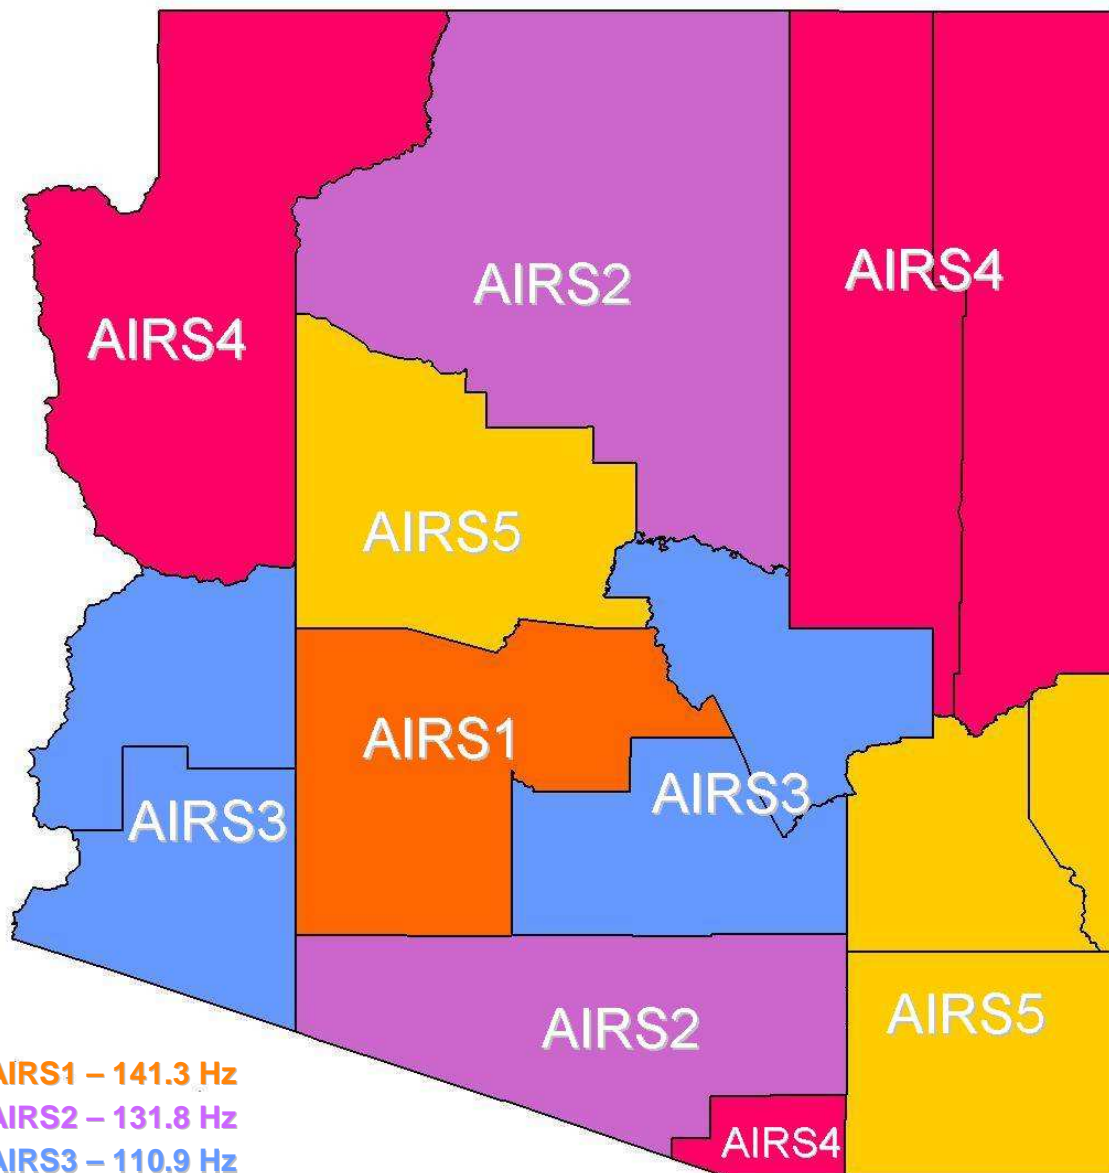 AIRS2
AIRS4
AIRS4
AIRS5
AIRS1
AIRS3
AIRS3
AIRS5
AIRS2
AIRS4
AIRS1 – 141.3 Hz
AIRS2 – 131.8 Hz
AIRS3 – 110.9 Hz